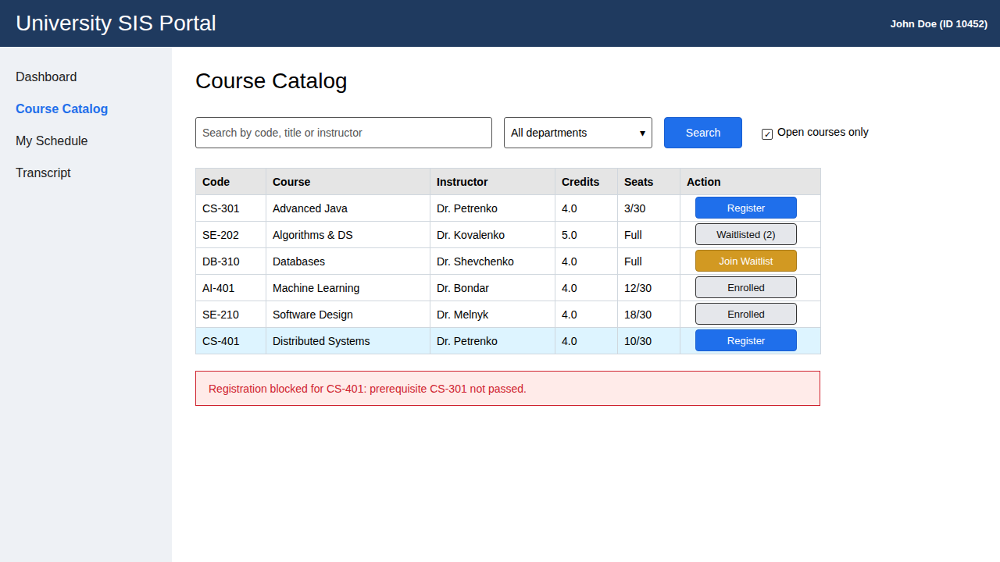 University SIS Portal
John Doe (ID 10452)
Dashboard
Course Catalog
My Schedule
Transcript
Course Catalog
Search by code, title or instructor
All departments
Search
Open courses only
Code Course Instructor Credits Seats Action
CS-301 Advanced Java Dr. Petrenko 4.0 3/30 Register
SE-202 Algorithms & DS Dr. Kovalenko 5.0 Full Waitlisted (2)
DB-310 Databases Dr. Shevchenko 4.0 Full Join Waitlist
AI-401 Machine Learning Dr. Bondar 4.0 12/30 Enrolled
SE-210 Software Design Dr. Melnyk 4.0 18/30 Enrolled
CS-401 Distributed Systems Dr. Petrenko 4.0 10/30 Register
Registration blocked for CS-401: prerequisite CS-301 not passed.